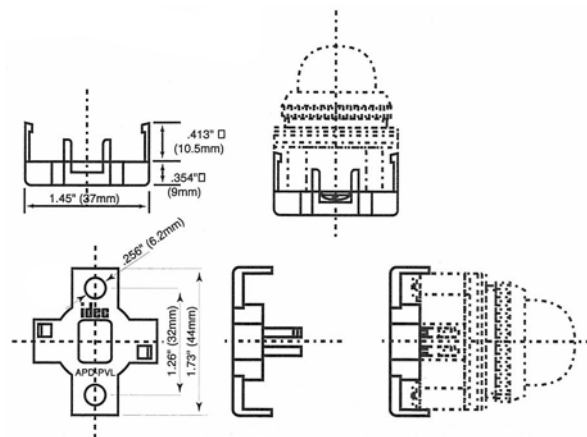 .413" □
(10.5mm)
.354"□
(9mm)
1.45" (37mm)
.256" (6.2mm)
idec
APD-PVL
1.26" (32mm)
1.73" (44mm)